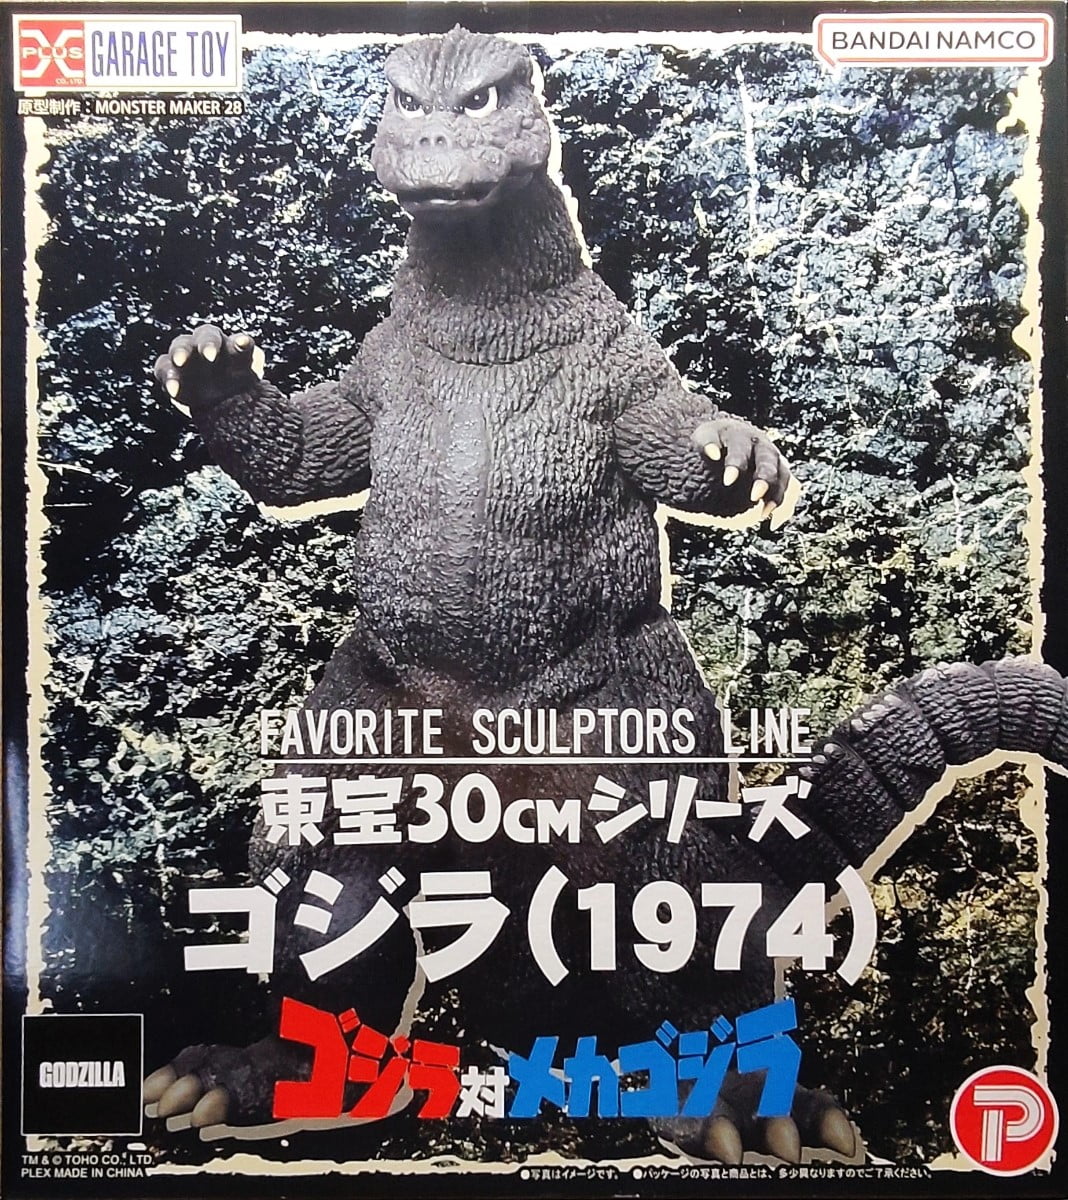 X
PLUS
CO., LTD.
GARAGE TOY
BANDAI NAMCO
原型制作：MONSTER MAKER 28
FAVORITE SCULPTORS LINE
東宝30CMシリーズ
ゴジラ(1974)
ゴジラ対メカゴジラ
GODZILLA
P
TM & © TOHO CO., LTD.
PLEX MADE IN CHINA
●写真はイメージです。 ●パッケージの写真と商品とは、多少異なりますのでご了承ください。